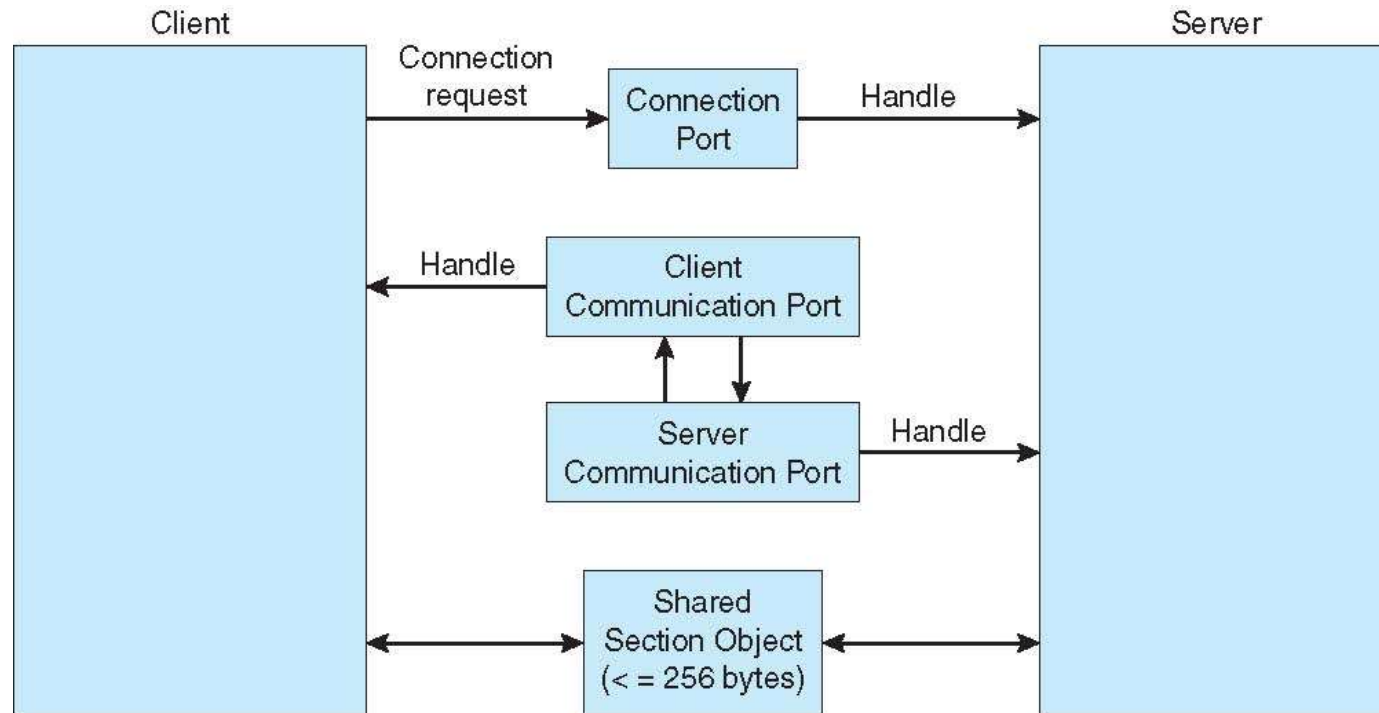 Client
Server
Connection
request
Connection
Port
Handle
Handle
Client
Communication Port
Server
Communication Port
Handle
Shared
Section Object
(< = 256 bytes)